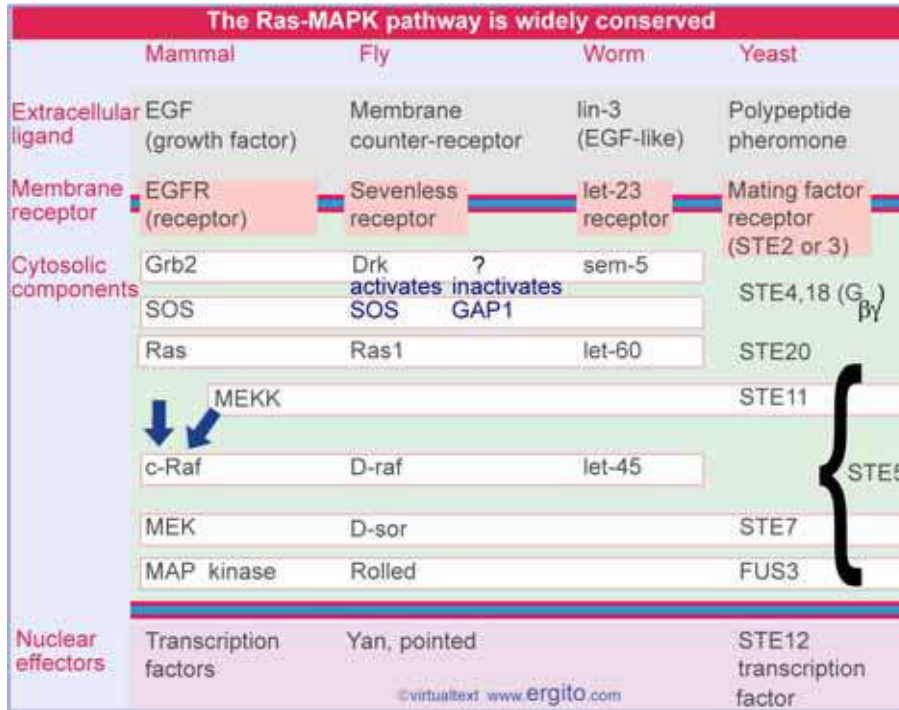 The Ras-MAPK pathway is widely conserved
Mammal Fly Worm Yeast
Extracellular ligand EGF (growth factor) Membrane counter-receptor lin-3 (EGF-like) Polypeptide pheromone
Membrane receptor EGFR (receptor) Sevenless receptor let-23 receptor Mating factor receptor (STE2 or 3)
Cytosolic components Grb2 Drk ? sem-5
activates inactivates
SOS SOS GAP1 STE4,18 (Gβγ)
Ras Ras1 let-60 STE20
MEKK STE11
c-Raf D-raf let-45 STE5
MEK D-sor STE7
MAP kinase Rolled FUS3
Nuclear effectors Transcription factors Yan, pointed STE12 transcription factor
©virtualtext www.ergito.com